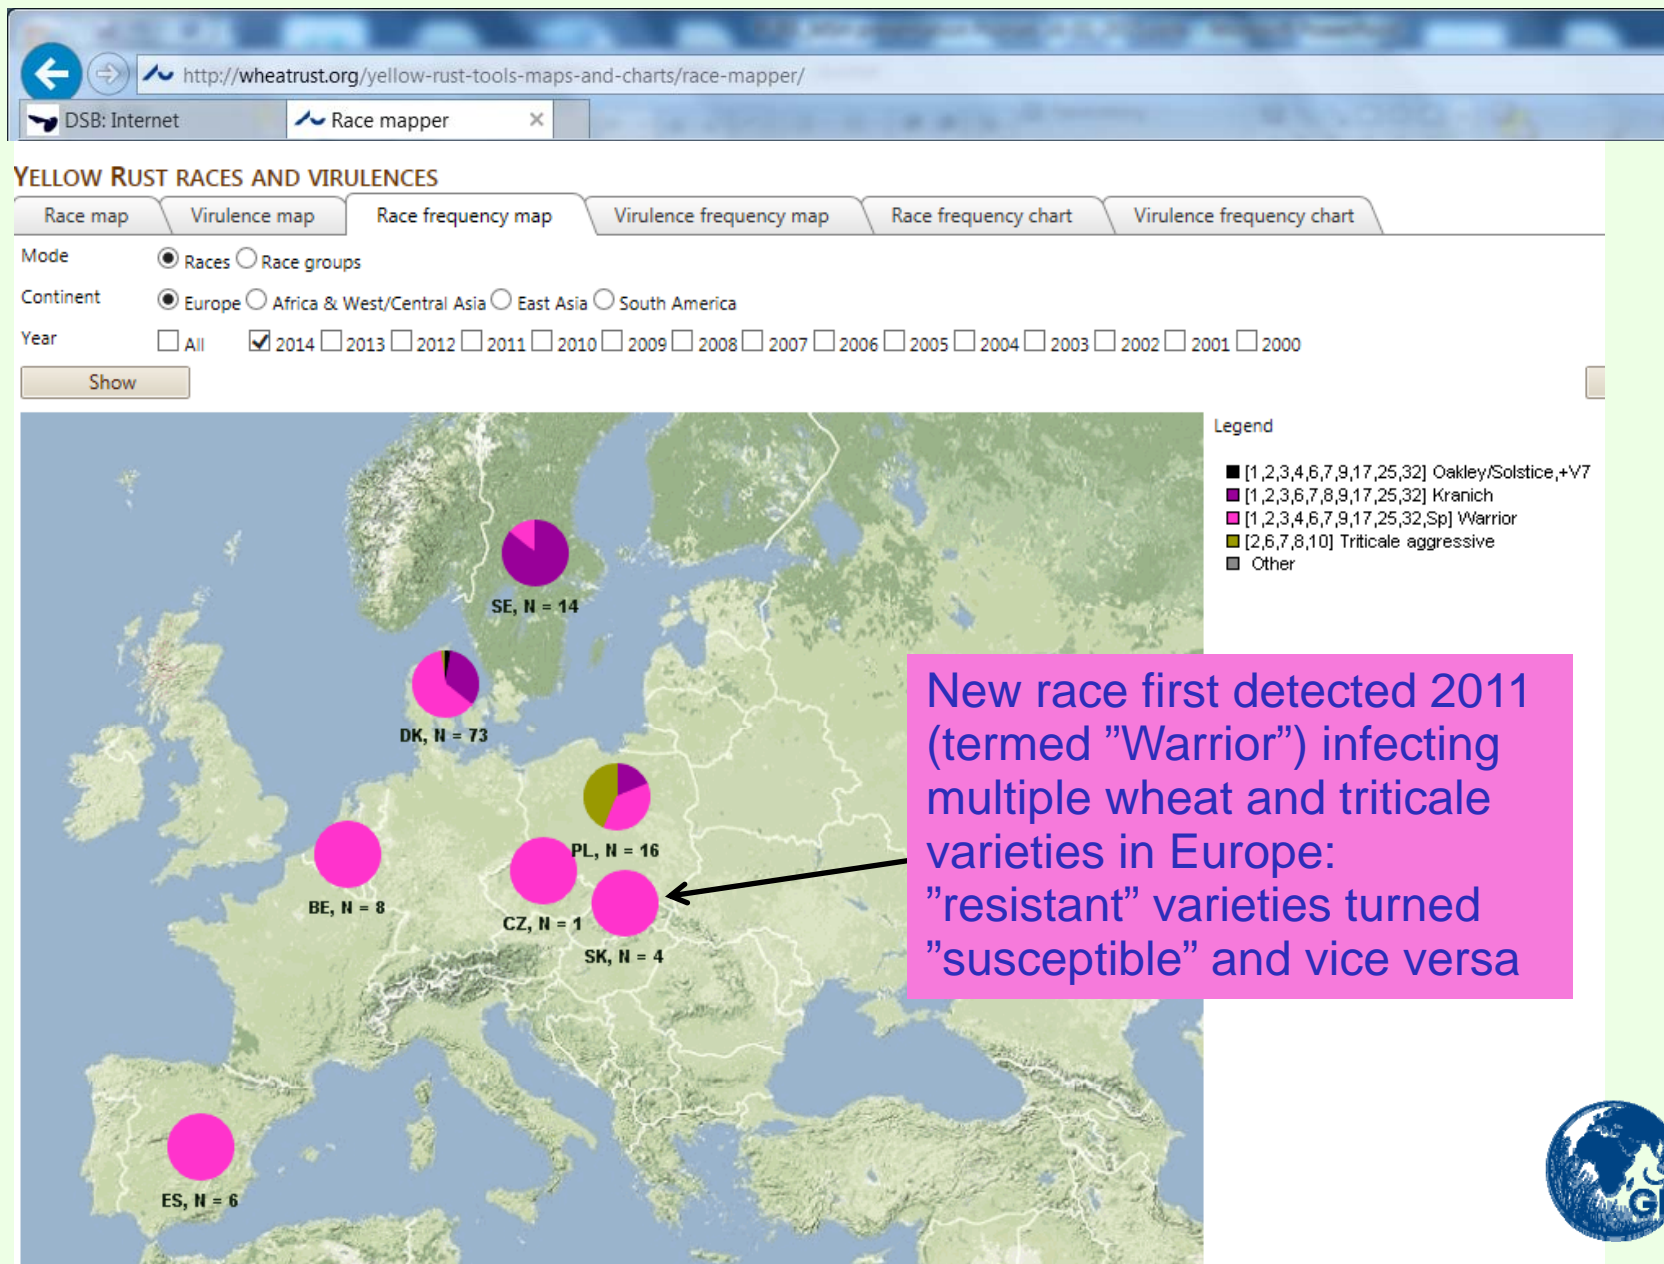 http://wheatrust.org/yellow-rust-tools-maps-and-charts/race-mapper/
DSB: Internet
Race mapper
YELLOW RUST RACES AND VIRULENCES
Race map
Virulence map
Race frequency map
Virulence frequency map
Race frequency chart
Virulence frequency chart
Mode
Races Race groups
Continent
Europe Africa & West/Central Asia East Asia South America
Year
All 2014 2013 2012 2011 2010 2009 2008 2007 2006 2005 2004 2003 2002 2001 2000
Show
Legend
[1,2,3,4,6,7,9,17,25,32] Oakley/Solstice,+V7
[1,2,3,6,7,8,9,17,25,32] Kranich
[1,2,3,4,6,7,9,17,25,32,Sp] Warrior
[2,6,7,8,10] Triticale aggressive
Other
SE, N = 14
DK, N = 73
PL, N = 16
BE, N = 8
CZ, N = 1
SK, N = 4
ES, N = 6
New race first detected 2011
(termed ”Warrior”) infecting
multiple wheat and triticale
varieties in Europe:
”resistant” varieties turned
”susceptible” and vice versa